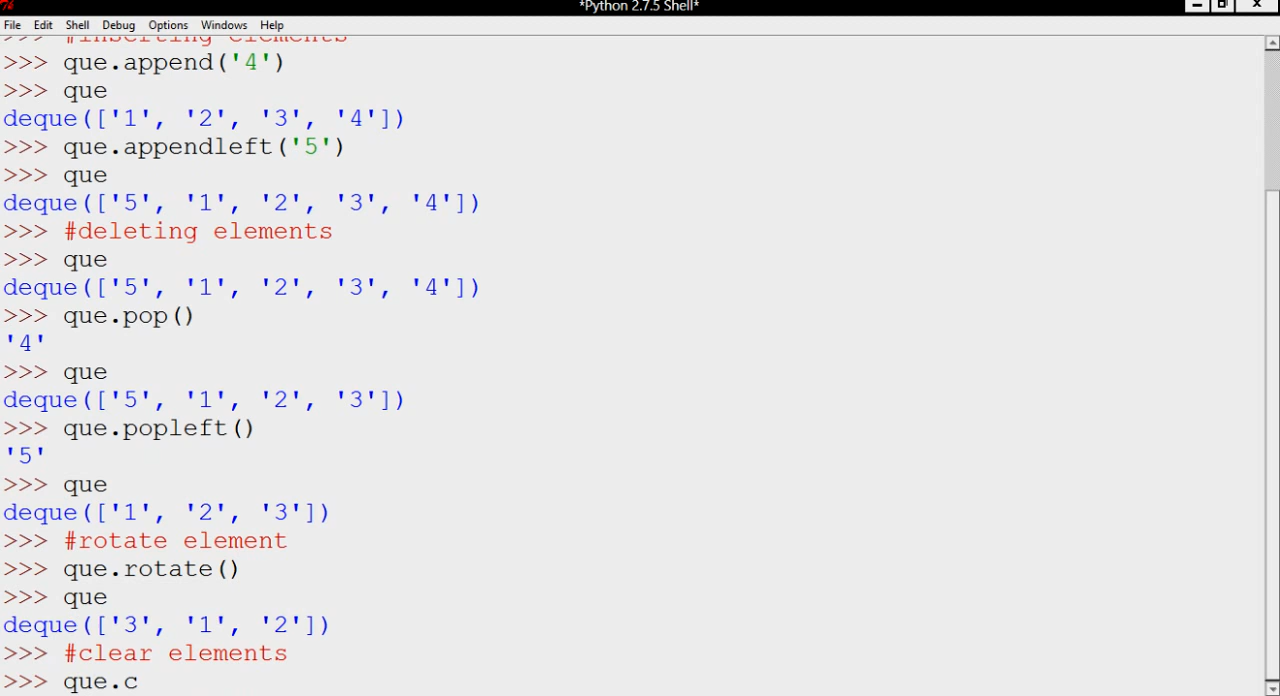 *Python 2.7.5 Shell*
File Edit Shell Debug Options Windows Help
>>> #inserting elements
>>> que.append('4')
>>> que
deque(['1', '2', '3', '4'])
>>> que.appendleft('5')
>>> que
deque(['5', '1', '2', '3', '4'])
>>> #deleting elements
>>> que
deque(['5', '1', '2', '3', '4'])
>>> que.pop()
'4'
>>> que
deque(['5', '1', '2', '3'])
>>> que.popleft()
'5'
>>> que
deque(['1', '2', '3'])
>>> #rotate element
>>> que.rotate()
>>> que
deque(['3', '1', '2'])
>>> #clear elements
>>> que.c